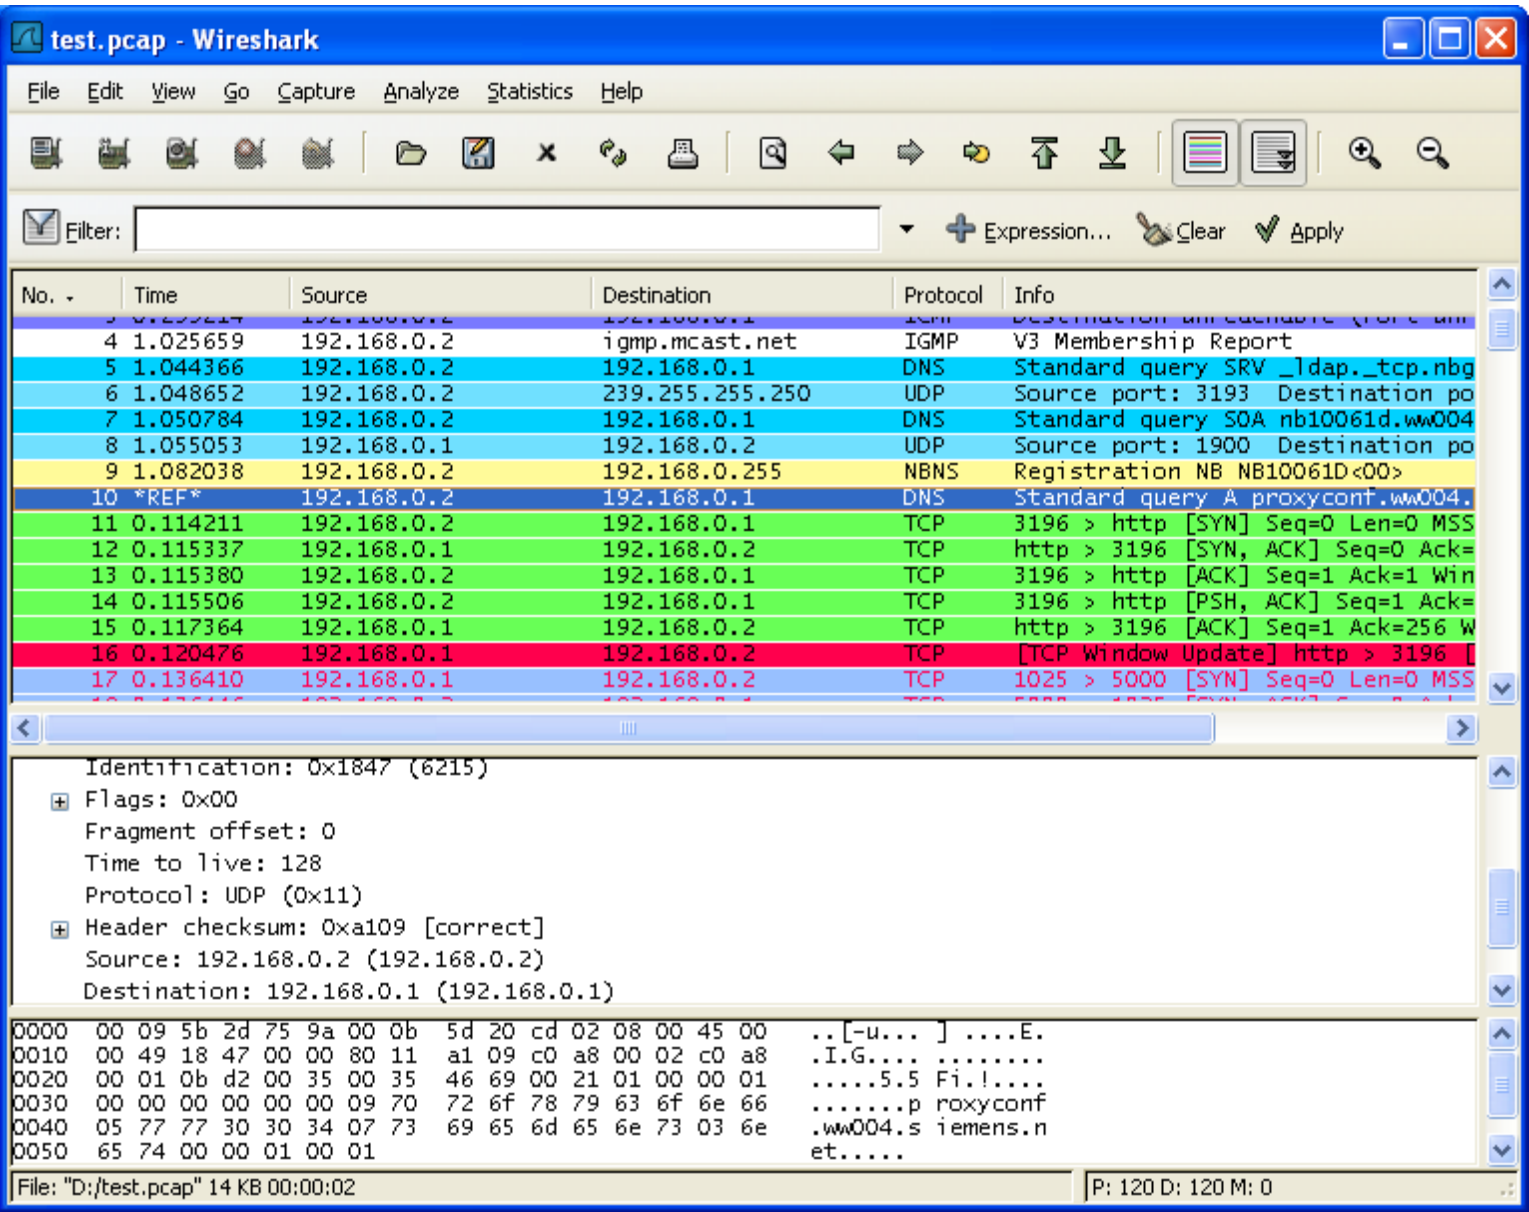 test.pcap - Wireshark
File Edit View Go Capture Analyze Statistics Help
Filter: Expression... Clear Apply
No. Time Source Destination Protocol Info
3 0.299214 192.168.0.2 192.168.0.1 ICMP Destination unreachable (Port unr
4 1.025659 192.168.0.2 igmp.mcast.net IGMP V3 Membership Report
5 1.044366 192.168.0.2 192.168.0.1 DNS Standard query SRV _ldap._tcp.nbg
6 1.048652 192.168.0.2 239.255.255.250 UDP Source port: 3193 Destination po
7 1.050784 192.168.0.2 192.168.0.1 DNS Standard query SOA nb10061d.ww004
8 1.055053 192.168.0.1 192.168.0.2 UDP Source port: 1900 Destination po
9 1.082038 192.168.0.2 192.168.0.255 NBNS Registration NB NB10061D<00>
10 *REF* 192.168.0.2 192.168.0.1 DNS Standard query A proxyconf.ww004.
11 0.114211 192.168.0.2 192.168.0.1 TCP 3196 > http [SYN] Seq=0 Len=0 MSS
12 0.115337 192.168.0.1 192.168.0.2 TCP http > 3196 [SYN, ACK] Seq=0 Ack=
13 0.115380 192.168.0.2 192.168.0.1 TCP 3196 > http [ACK] Seq=1 Ack=1 Win
14 0.115506 192.168.0.2 192.168.0.1 TCP 3196 > http [PSH, ACK] Seq=1 Ack=
15 0.117364 192.168.0.1 192.168.0.2 TCP http > 3196 [ACK] Seq=1 Ack=256 W
16 0.120476 192.168.0.1 192.168.0.2 TCP [TCP Window Update] http > 3196 [
17 0.136410 192.168.0.1 192.168.0.2 TCP 1025 > 5000 [SYN] Seq=0 Len=0 MSS
Identification: 0x1847 (6215)
Flags: 0x00
Fragment offset: 0
Time to live: 128
Protocol: UDP (0x11)
Header checksum: 0xa109 [correct]
Source: 192.168.0.2 (192.168.0.2)
Destination: 192.168.0.1 (192.168.0.1)
0000 00 09 5b 2d 75 9a 00 0b 5d 20 cd 02 08 00 45 00 ..[-u... ] ....E.
0010 00 49 18 47 00 00 80 11 a1 09 c0 a8 00 02 c0 a8 .I.G.... ........
0020 00 01 0b d2 00 35 00 35 46 69 00 21 01 00 00 01 .....5.5 Fi.!....
0030 00 00 00 00 00 00 09 70 72 6f 78 79 63 6f 6e 66 .......p roxyconf
0040 05 77 77 30 30 34 07 73 69 65 6d 65 6e 73 03 6e .ww004.s iemens.n
0050 65 74 00 00 01 00 01 et.....
File: "D:/test.pcap" 14 KB 00:00:02 P: 120 D: 120 M: 0